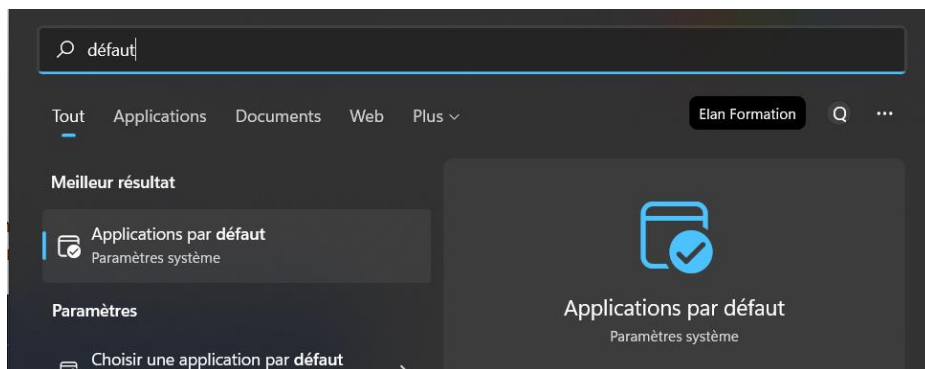 défaut
Tout Applications Documents Web Plus Elan Formation Q ...
Meilleur résultat
Applications par défaut
Paramètres système
Paramètres
Choisir une application par défaut
Applications par défaut
Paramètres système